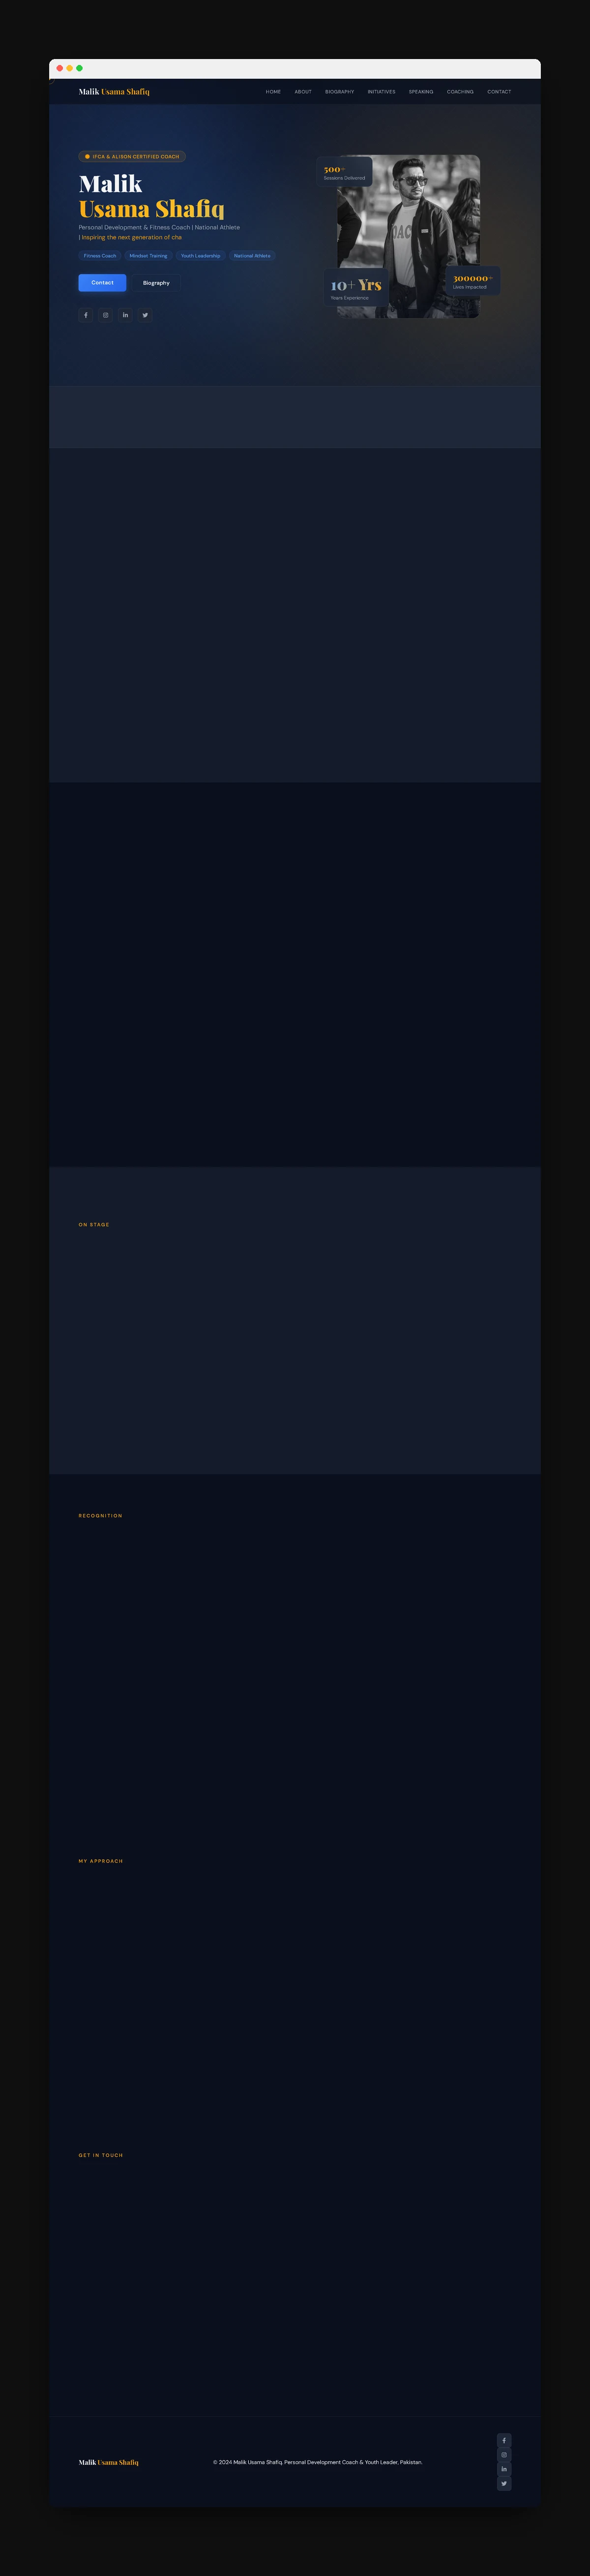 Malik Usama Shafiq
HOME ABOUT BIOGRAPHY INITIATIVES SPEAKING COACHING CONTACT
IFCA & ALISON CERTIFIED COACH
Malik
Usama Shafiq
Personal Development & Fitness Coach | National Athlete
| Inspiring the next generation of cha
Fitness Coach Mindset Training Youth Leadership National Athlete
Contact Biography
500+
Sessions Delivered
10+ Yrs
Years Experience
300000+
Lives Impacted
ON STAGE
RECOGNITION
MY APPROACH
GET IN TOUCH
Malik Usama Shafiq
© 2024 Malik Usama Shafiq. Personal Development Coach & Youth Leader, Pakistan.